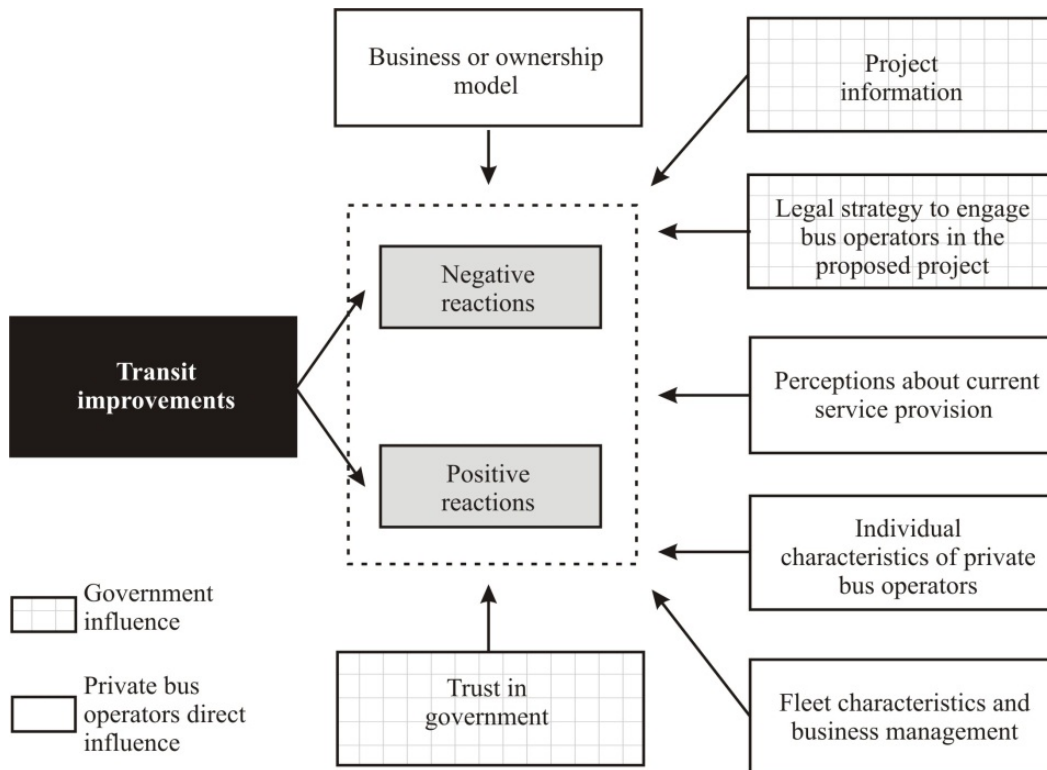 Business or ownership
model
Project
information
Legal strategy to engage
bus operators in the
proposed project
Negative
reactions
Transit
improvements
Perceptions about current
service provision
Positive
reactions
Individual
characteristics of private
bus operators
Government
influence
Trust in
government
Private bus
operators direct
influence
Fleet characteristics and
business management